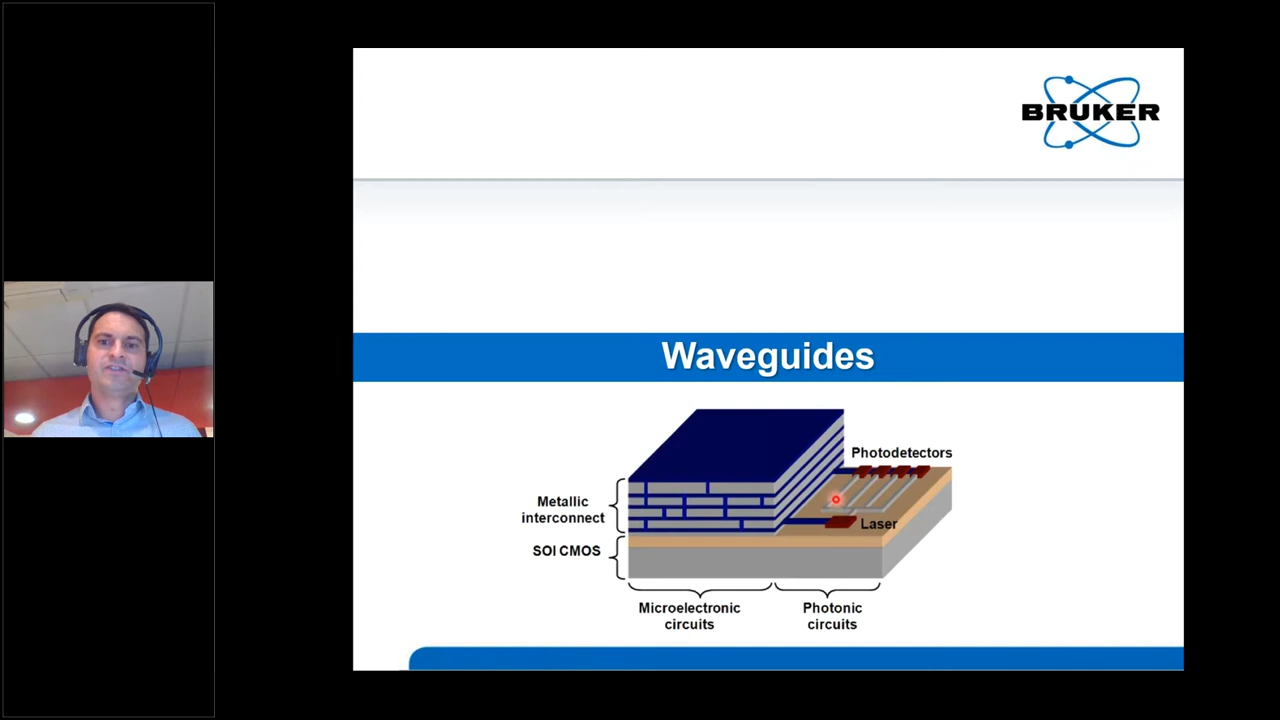 BRUKER
Waveguides
Photodetectors
Metallic
interconnect
Laser
SOI CMOS
Microelectronic
circuits
Photonic
circuits